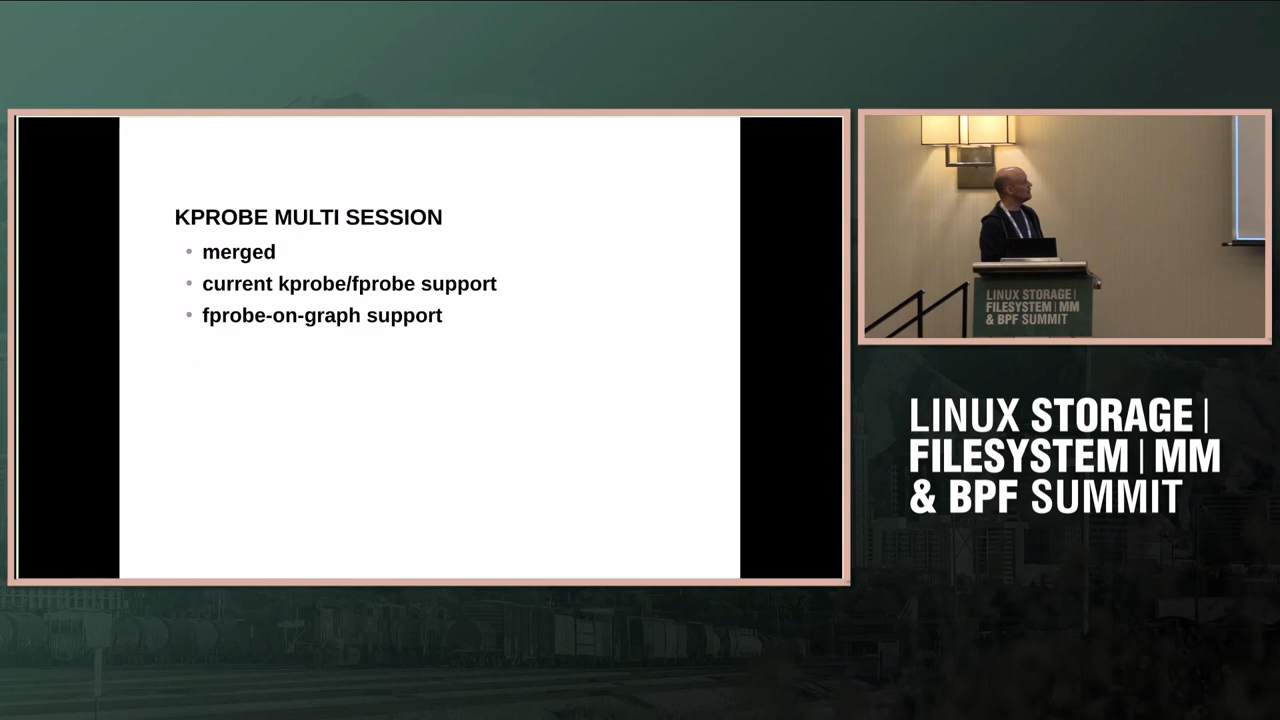 KPROBE MULTI SESSION
• merged
• current kprobe/fprobe support
• fprobe-on-graph support
LINUX STORAGE |
FILESYSTEM | MM
& BPF SUMMIT
LINUX STORAGE |
FILESYSTEM | MM
& BPF SUMMIT